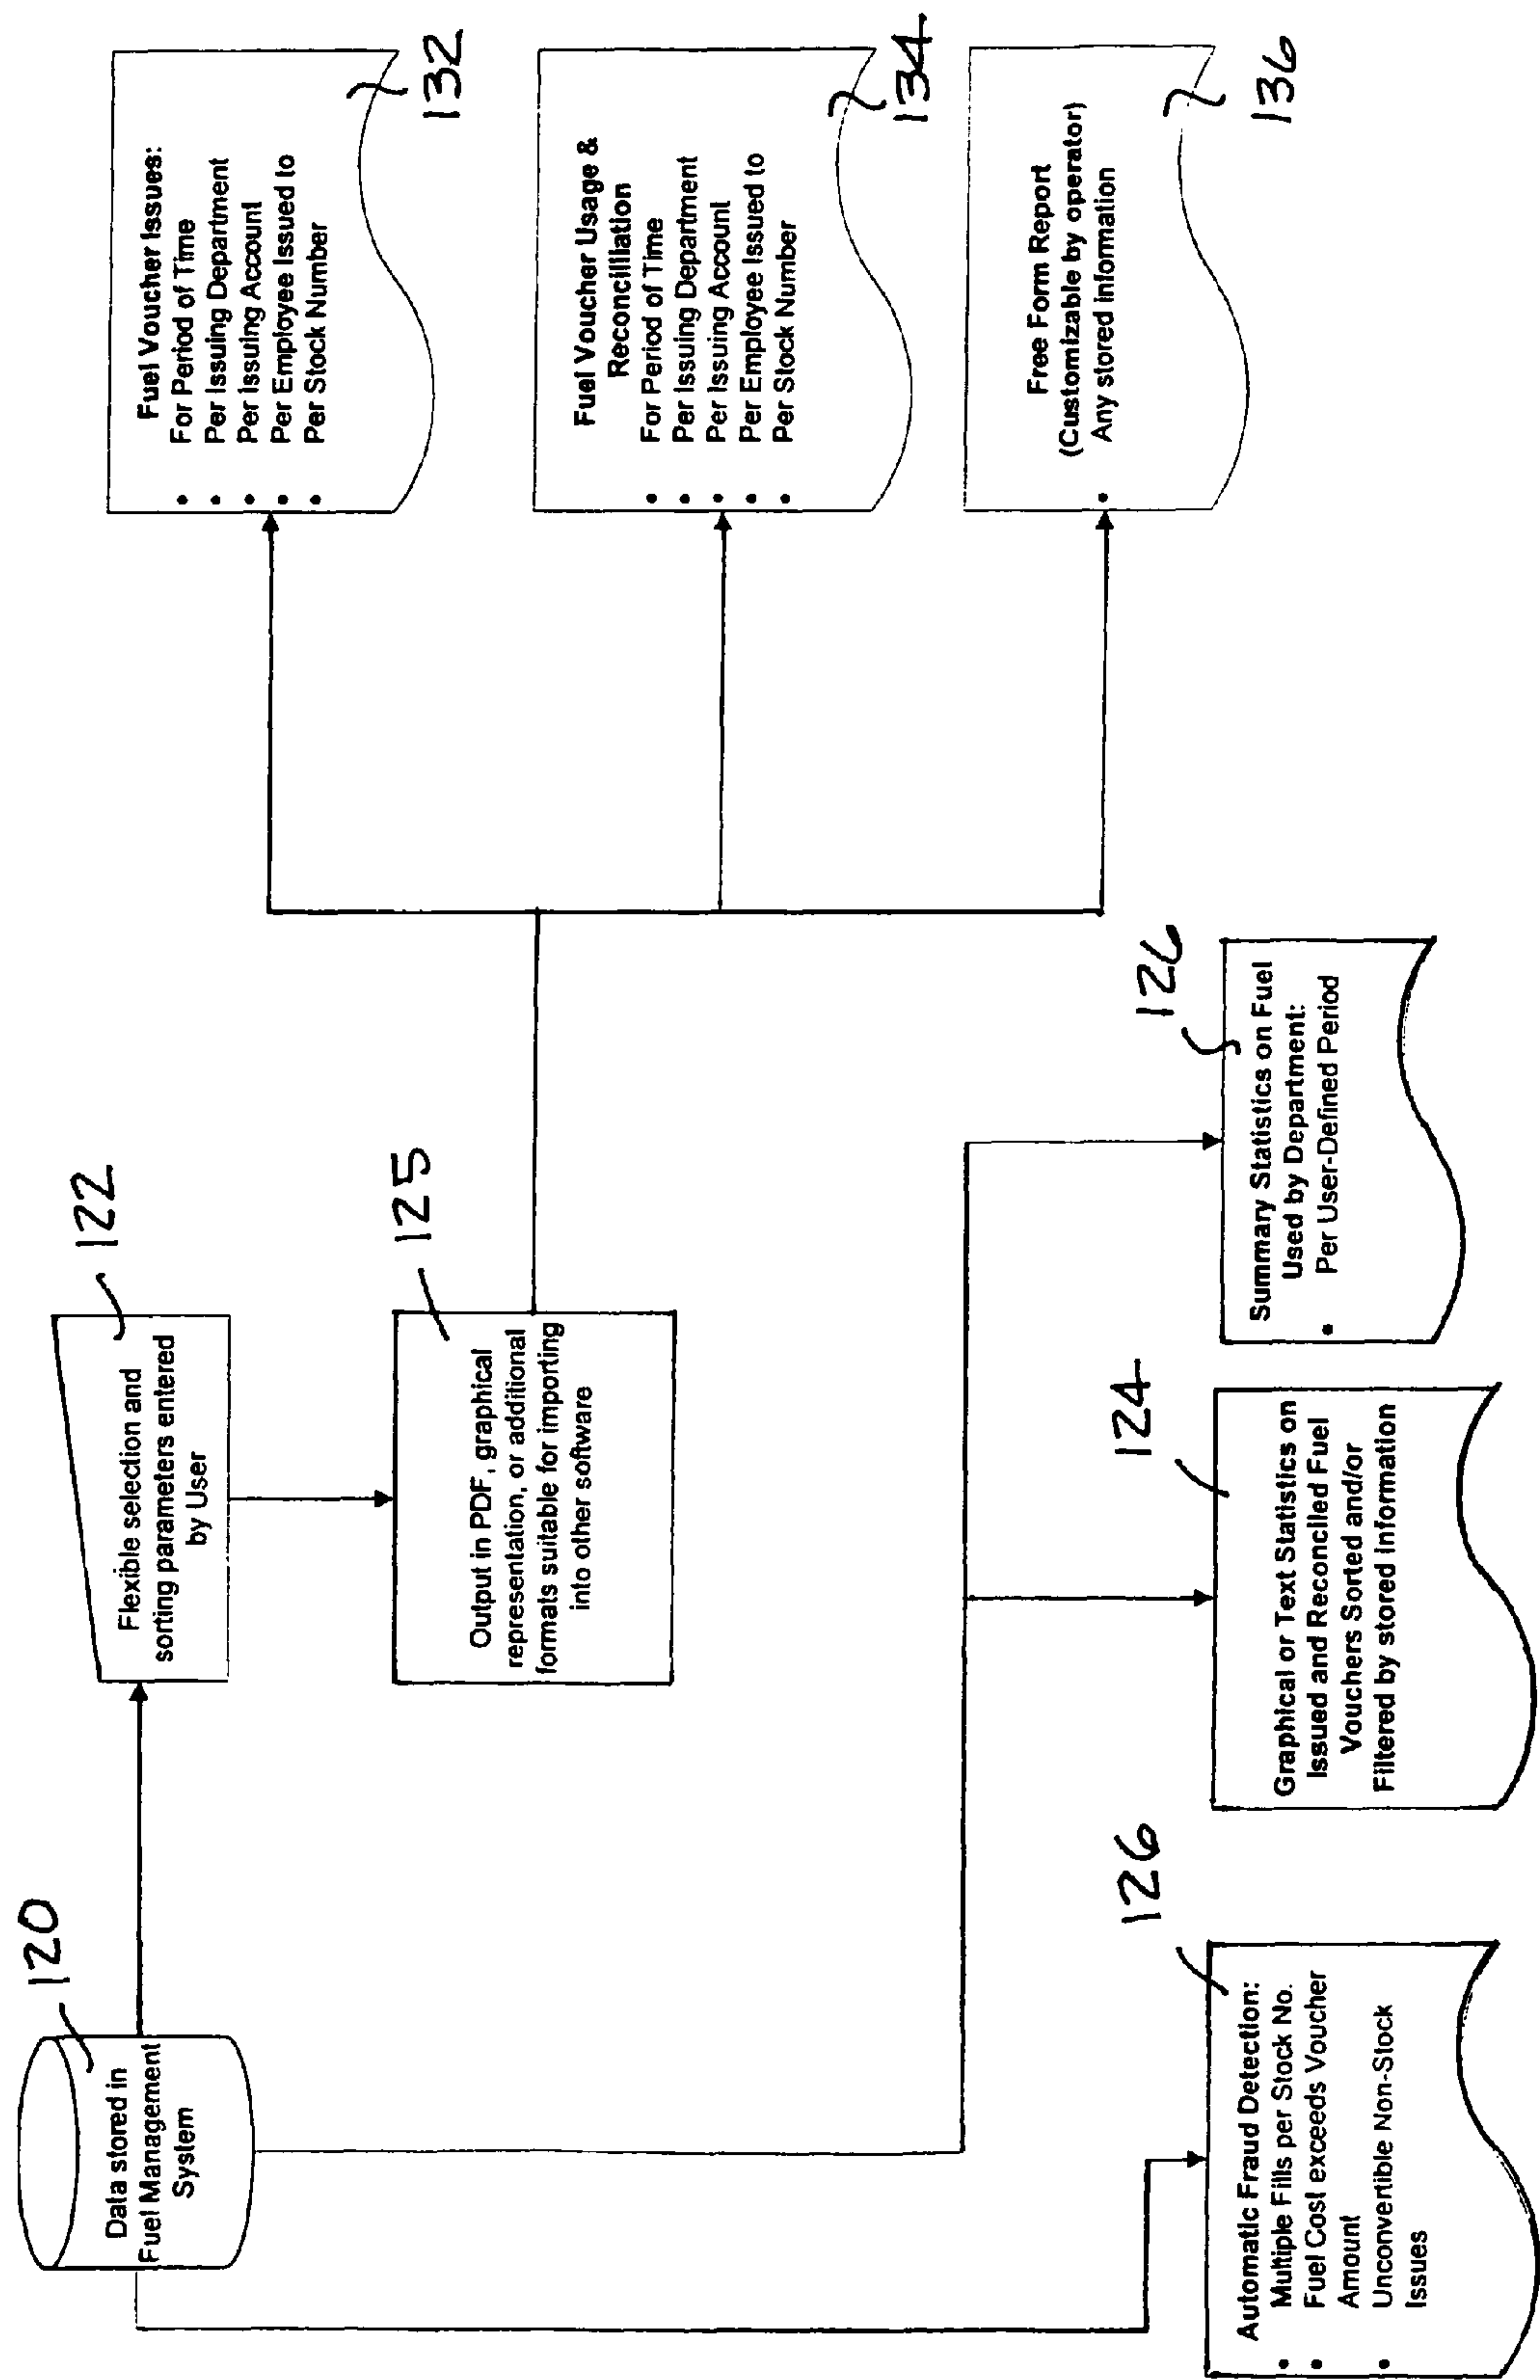 120
Data stored in
Fuel Management
System
122
Flexible selection and
sorting parameters entered
by User
125
Output in PDF, graphical
representation, or additional
formats suitable for importing
into other software
132
Fuel Voucher Issues:
• For Period of Time
• Per Issuing Department
• Per Issuing Account
• Per Employee Issued to
• Per Stock Number
134
Fuel Voucher Usage &
Reconcilliation
• For Period of Time
• Per Issuing Department
• Per Issuing Account
• Per Employee Issued to
• Per Stock Number
136
Free Form Report
(Customizable by operator)
• Any stored information
126
Automatic Fraud Detection:
• Multiple Fills per Stock No.
• Fuel Cost exceeds Voucher
Amount
• Unconvertible Non-Stock
Issues
124
Graphical or Text Statistics on
Issued and Reconciled Fuel
Vouchers Sorted and/or
Filtered by stored Information
126
Summary Statistics on Fuel
Used by Department:
• Per User-Defined Period